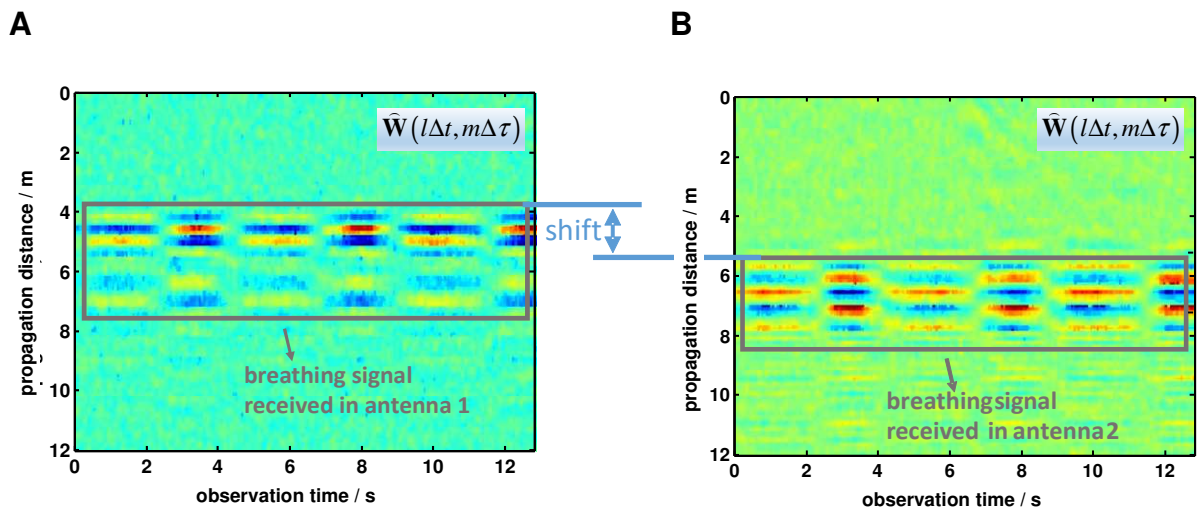 A
B
0
2
4
6
8
10
12
0
2
4
6
8
10
12
propagation distance / m
observation time / s
Ŵ(lΔt, mΔτ)
breathing signal
received in antenna 1
shift
0
2
4
6
8
10
12
0
2
4
6
8
10
12
propagation distance / m
observation time / s
Ŵ(lΔt, mΔτ)
breathingsignal
received in antenna2